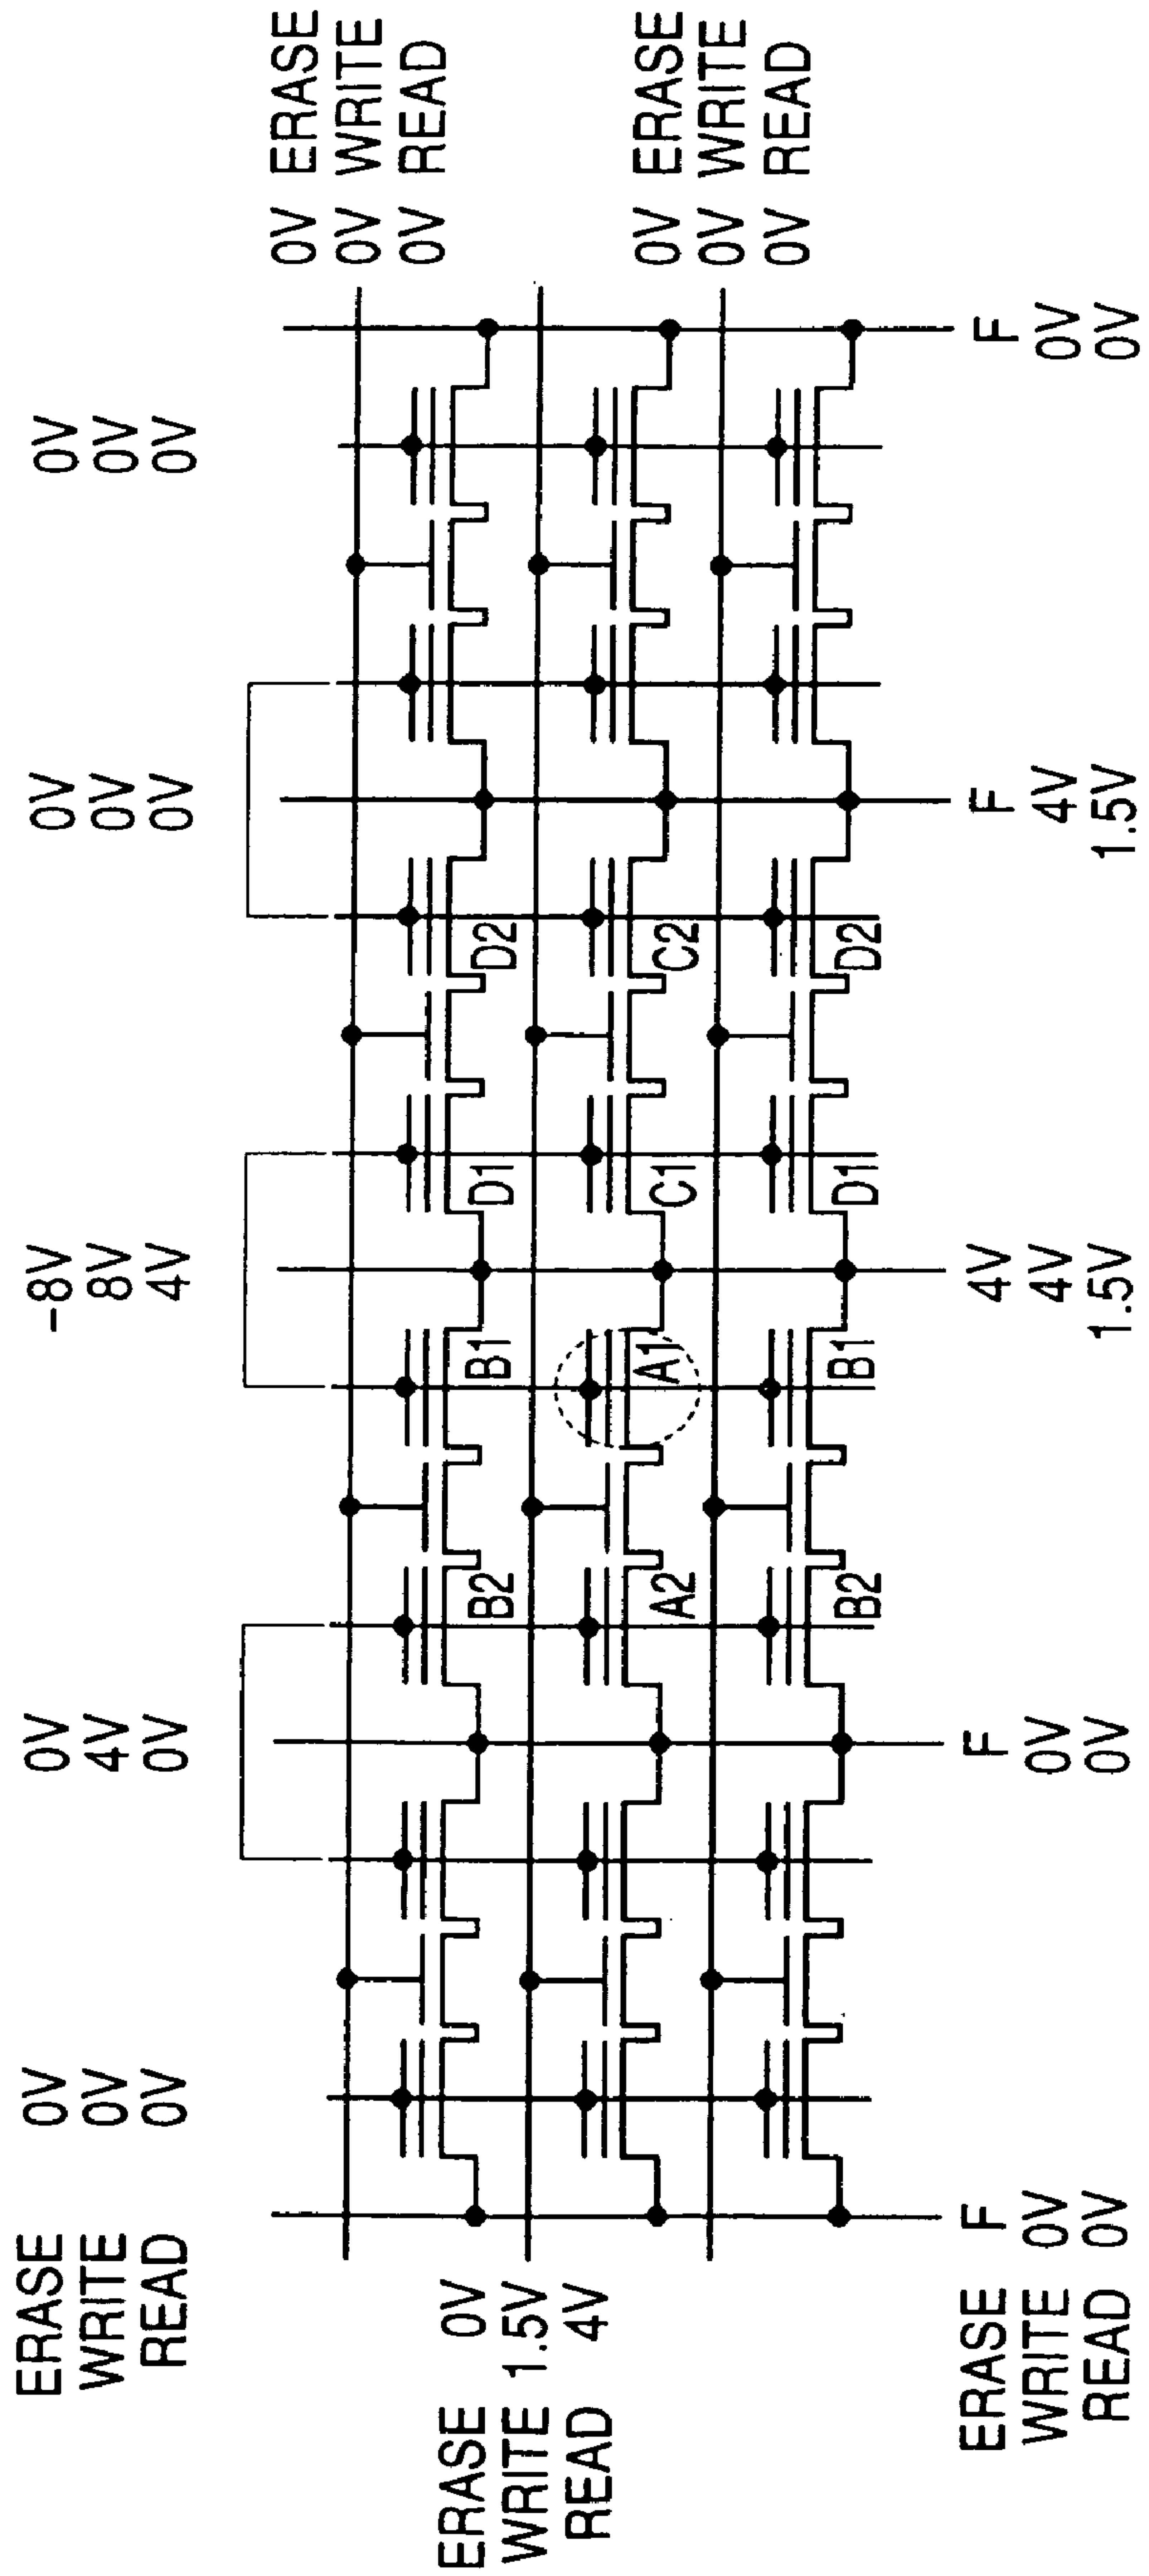 ERASE 0V 0V -8V 0V 0V
WRITE 0V 4V 8V 0V 0V
READ 0V 0V 4V 0V 0V
0V ERASE
0V WRITE
0V READ
B2 B1 D1 D2
ERASE 0V
WRITE 1.5V
READ 4V
A2 A1 C1 C2
0V ERASE
0V WRITE
0V READ
B2 B1 D1 D2
ERASE F F 4V F F
WRITE 0V 0V 4V 4V 0V
READ 0V 0V 1.5V 1.5V 0V